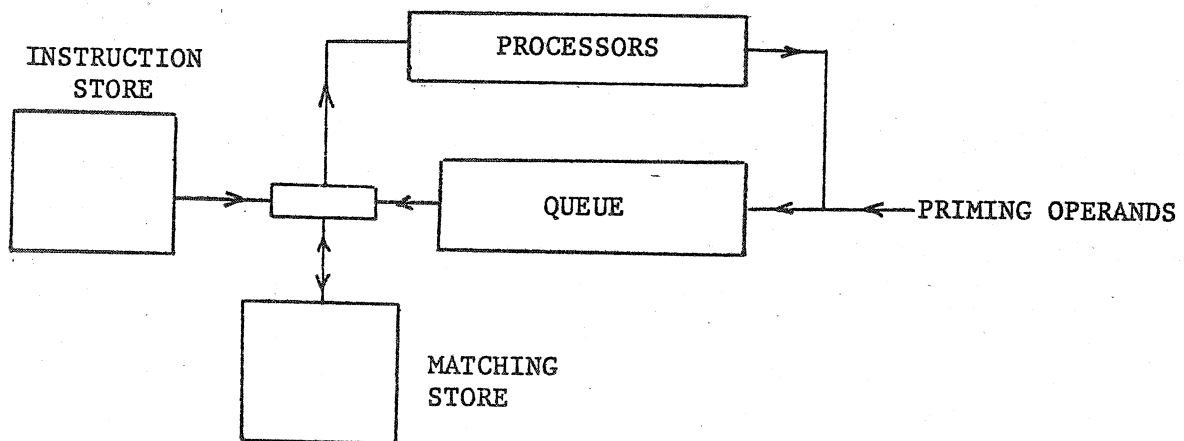 PROCESSORS
INSTRUCTION
STORE
QUEUE
PRIMING OPERANDS
MATCHING
STORE